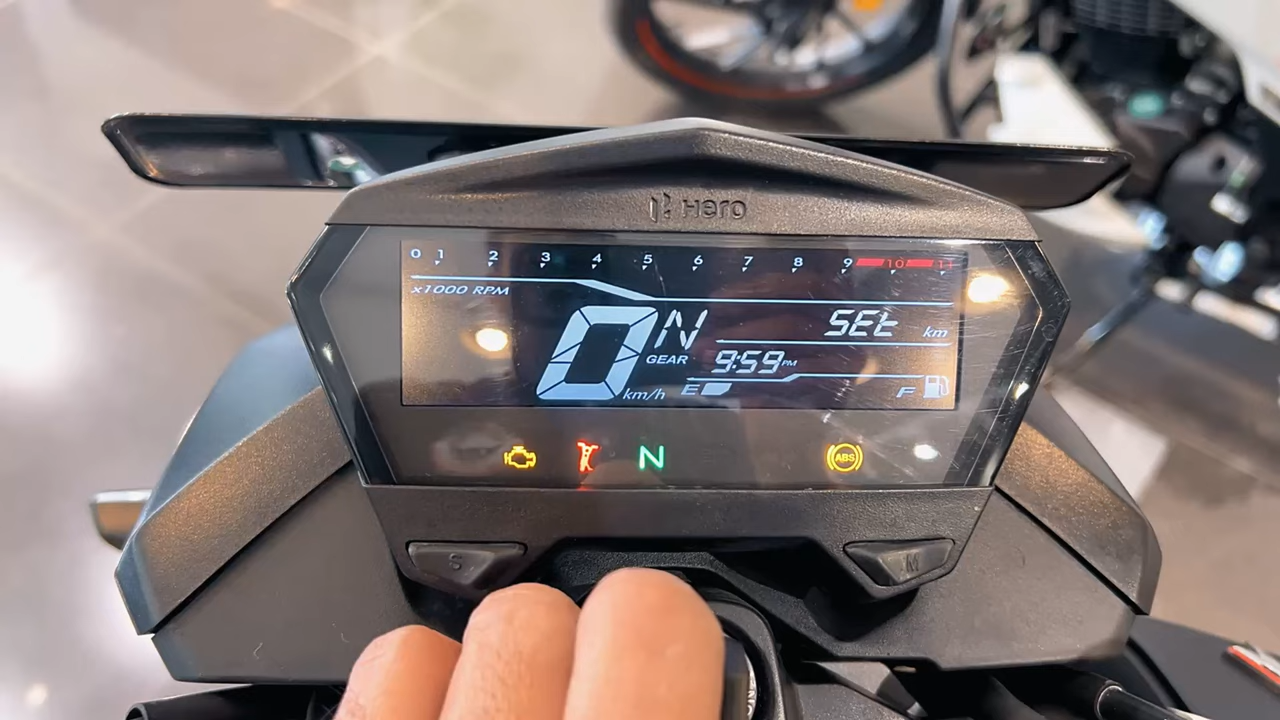 Hero
0 1 2 3 4 5 6 7 8 9 10 11
x1000 RPM
0 km/h
N
GEAR
SEt km
9:59 PM
E F
N ABS
S M